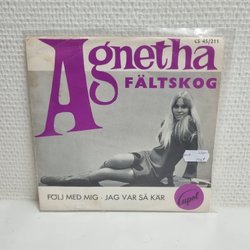 CS 45/211
Agnetha
FÄLTSKOG
FÖLJ MED MIG - JAG VAR SÅ KÄR
Cupol